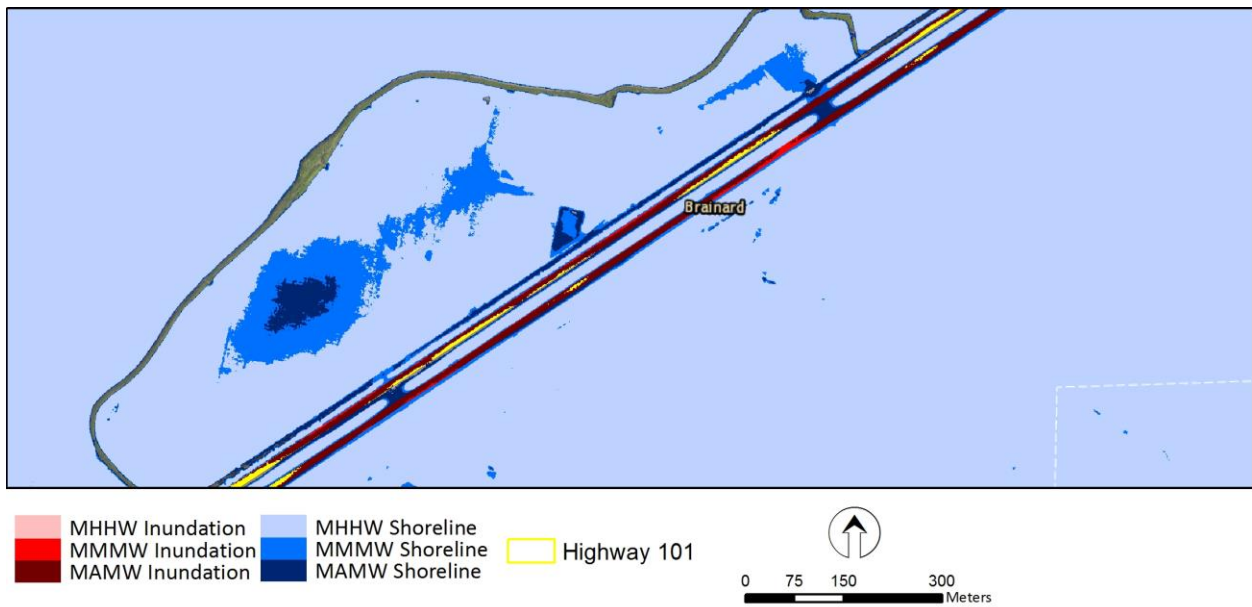 Brainard
MHHW Inundation
MMMW Inundation
MAMW Inundation
MHHW Shoreline
MMMW Shoreline
MAMW Shoreline
Highway 101
0 75 150 300
Meters